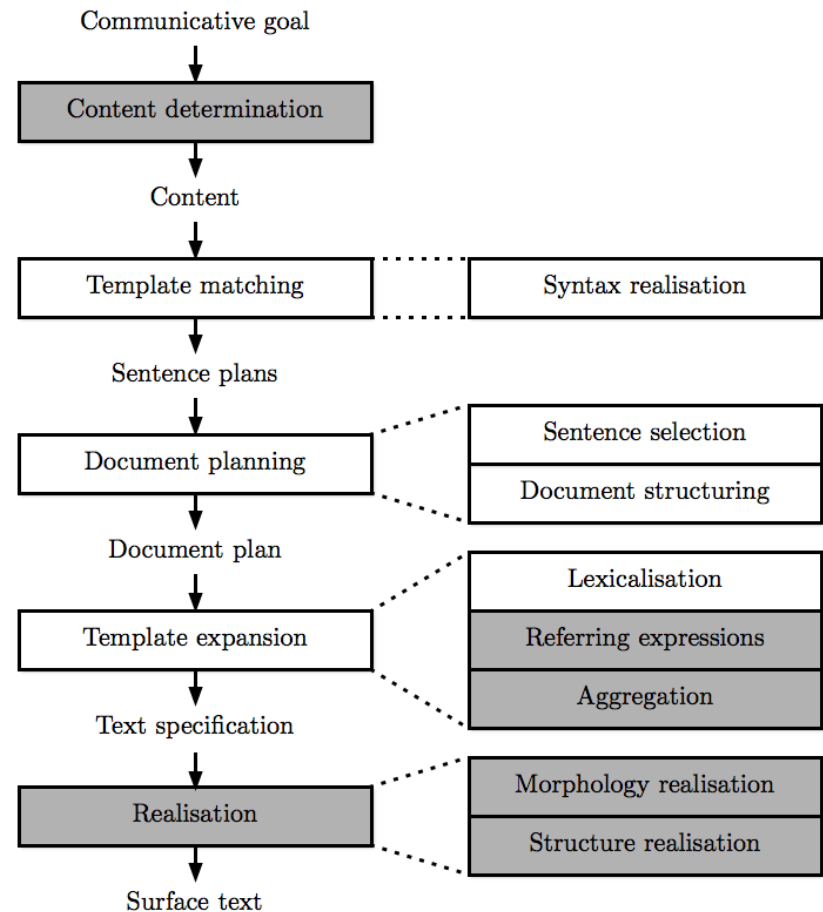 Communicative goal
Content determination
Content
Template matching
Syntax realisation
Sentence plans
Document planning
Sentence selection
Document structuring
Document plan
Template expansion
Lexicalisation
Referring expressions
Aggregation
Text specification
Realisation
Morphology realisation
Structure realisation
Surface text